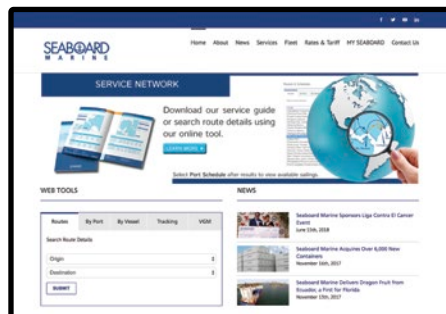 SEABOARD
MARINE
Home About News Services Fleet Rates & Tariff MY SEABOARD Contact Us
SERVICE NETWORK
Download our service guide
or search route details using
our online tool.
LEARN MORE
Select Port Schedule after results to view available sailings.
WEB TOOLS
Routes By Port By Vessel Tracking VGM
Search Route Details
Origin
Destination
SUBMIT
NEWS
Seaboard Marine Sponsors Liga Contra El Cancer
Event
June 11th, 2018
Seaboard Marine Acquires Over 6,000 New
Containers
November 16th, 2017
Seaboard Marine Delivers Dragon Fruit from
Ecuador, a First for Florida
November 15th, 2017